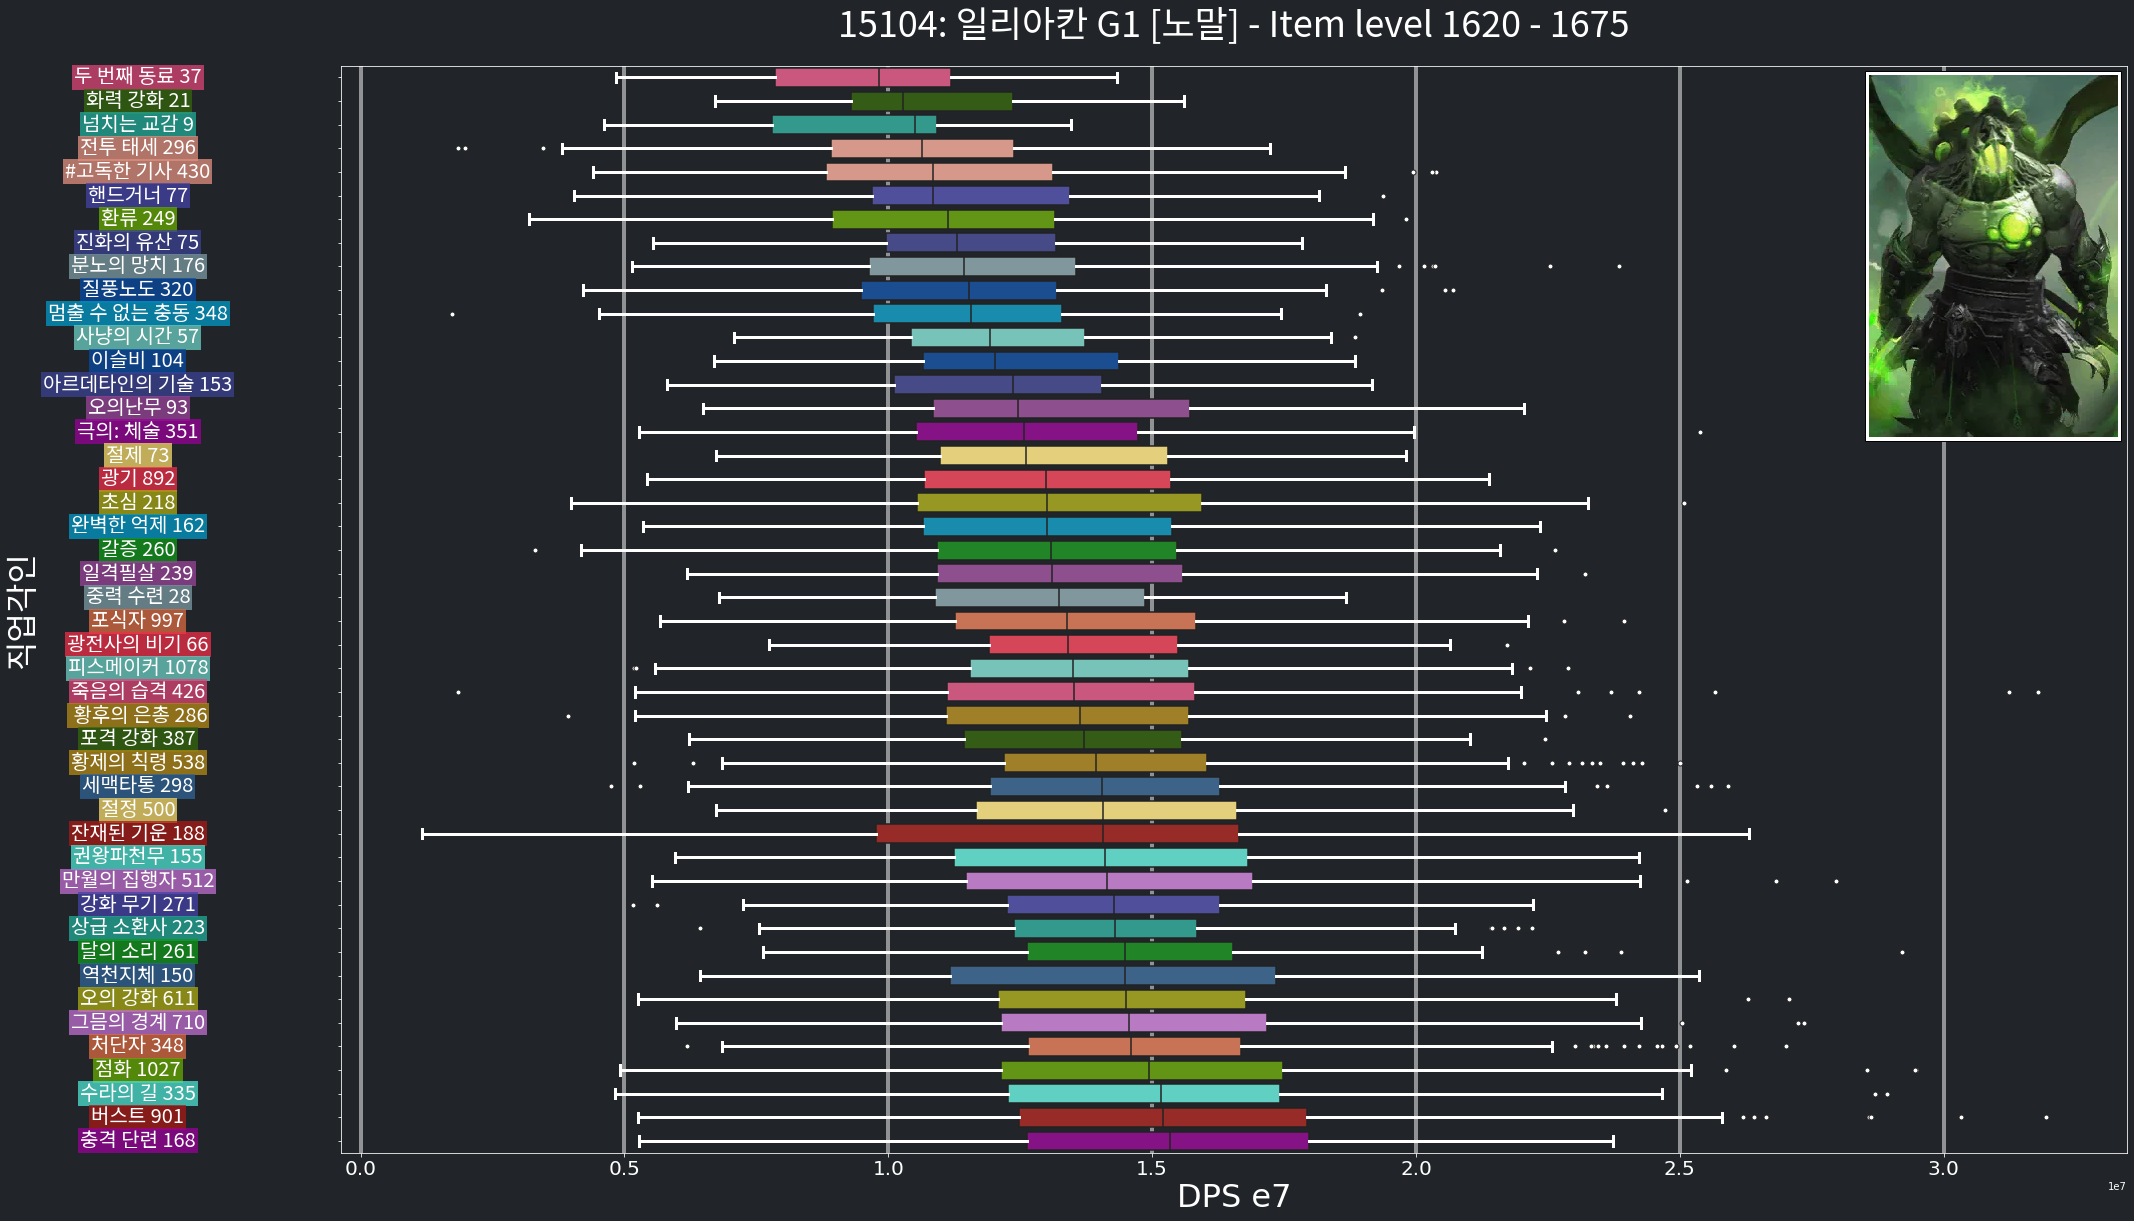 15104: 일리아칸 G1 [노말] - Item level 1620 - 1675
두 번째 동료 37
화력 강화 21
넘치는 교감 9
전투 태세 296
#고독한 기사 430
핸드거너 77
환류 249
진화의 유산 75
분노의 망치 176
질풍노도 320
멈출 수 없는 충동 348
사냥의 시간 57
이슬비 104
아르데타인의 기술 153
오의난무 93
극의: 체술 351
절제 73
광기 892
초심 218
완벽한 억제 162
갈증 260
일격필살 239
중력 수련 28
포식자 997
광전사의 비기 66
피스메이커 1078
죽음의 습격 426
황후의 은총 286
포격 강화 387
황제의 칙령 538
세맥타통 298
절정 500
잔재된 기운 188
권왕파천무 155
만월의 집행자 512
강화 무기 271
상급 소환사 223
달의 소리 261
역천지체 150
오의 강화 611
그믐의 경계 710
처단자 348
점화 1027
수라의 길 335
버스트 901
충격 단련 168
직업각인
0.0 0.5 1.0 1.5 2.0 2.5 3.0
DPS e7
1e7